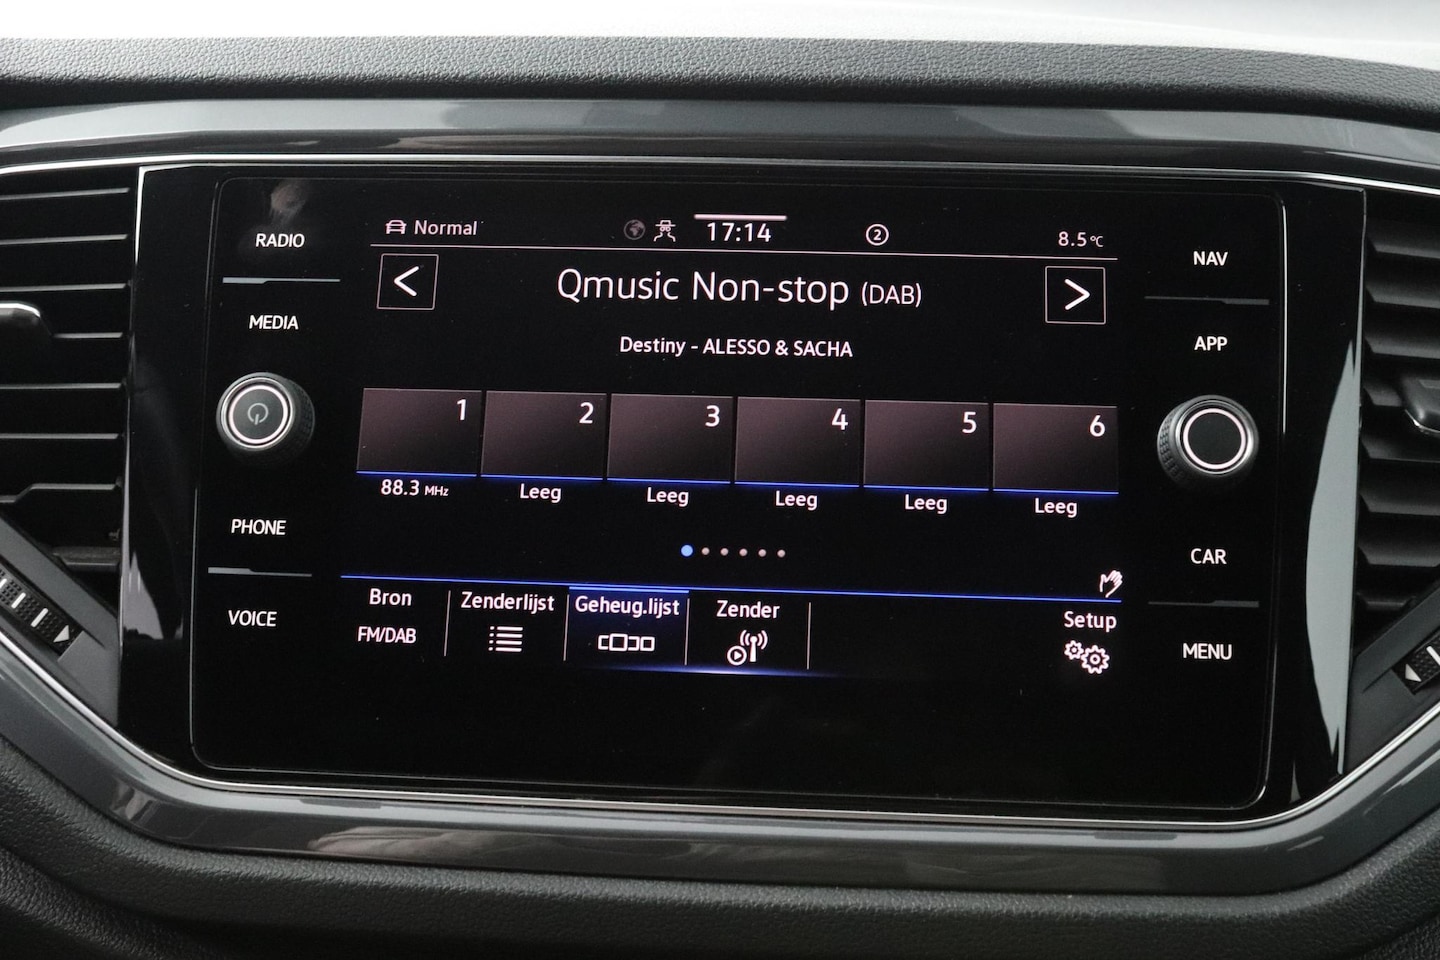 RADIO
MEDIA
PHONE
VOICE
Normal
17:14
2
8.5°C
<
Qmusic Non-stop (DAB)
>
Destiny - ALESSO & SACHA
1 2 3 4 5 6
88.3 MHz Leeg Leeg Leeg Leeg Leeg
Bron Zenderlijst Geheug.lijst Zender Setup
FM/DAB
NAV
APP
CAR
MENU